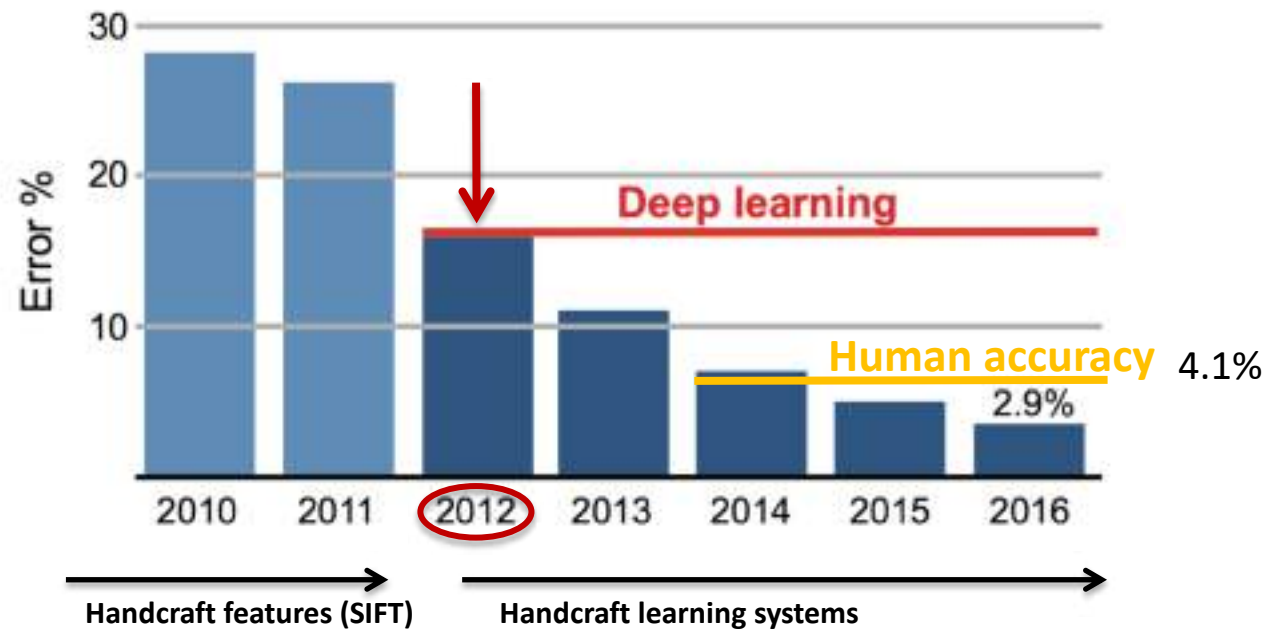 30
20
10
Error %
Deep learning
Human accuracy 4.1%
2.9%
2010 2011 2012 2013 2014 2015 2016
Handcraft features (SIFT) Handcraft learning systems